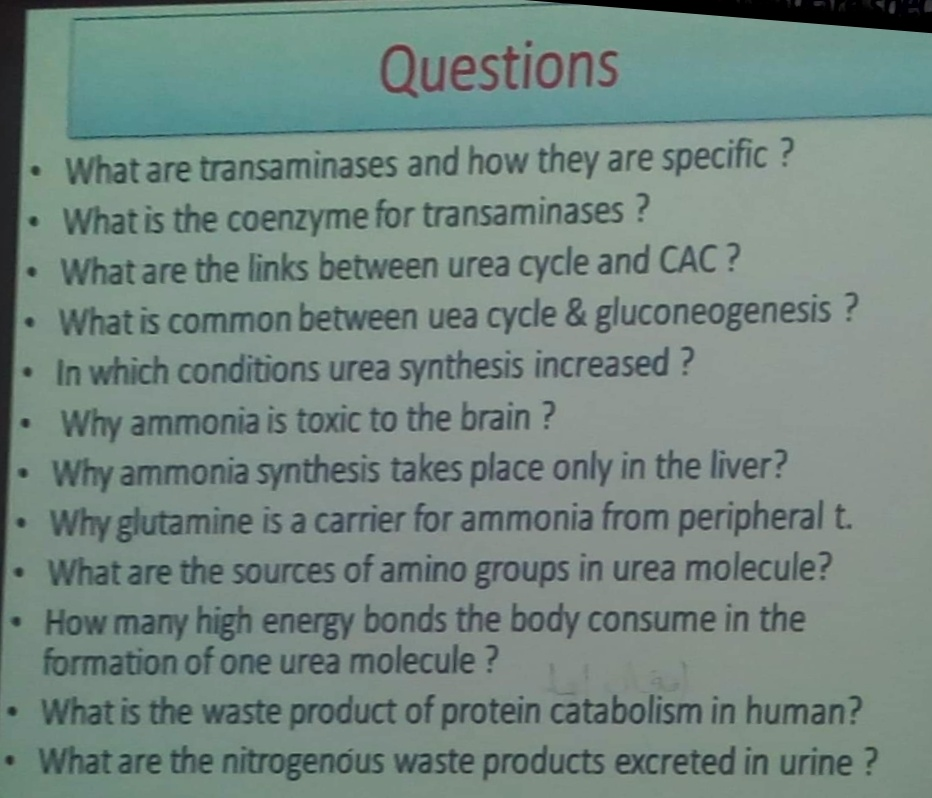 Questions
• What are transaminases and how they are specific ?
• What is the coenzyme for transaminases ?
• What are the links between urea cycle and CAC ?
• What is common between uea cycle & gluconeogenesis ?
• In which conditions urea synthesis increased ?
• Why ammonia is toxic to the brain ?
• Why ammonia synthesis takes place only in the liver?
• Why glutamine is a carrier for ammonia from peripheral t.
• What are the sources of amino groups in urea molecule?
• How many high energy bonds the body consume in the
formation of one urea molecule ?
• What is the waste product of protein catabolism in human?
• What are the nitrogenous waste products excreted in urine ?